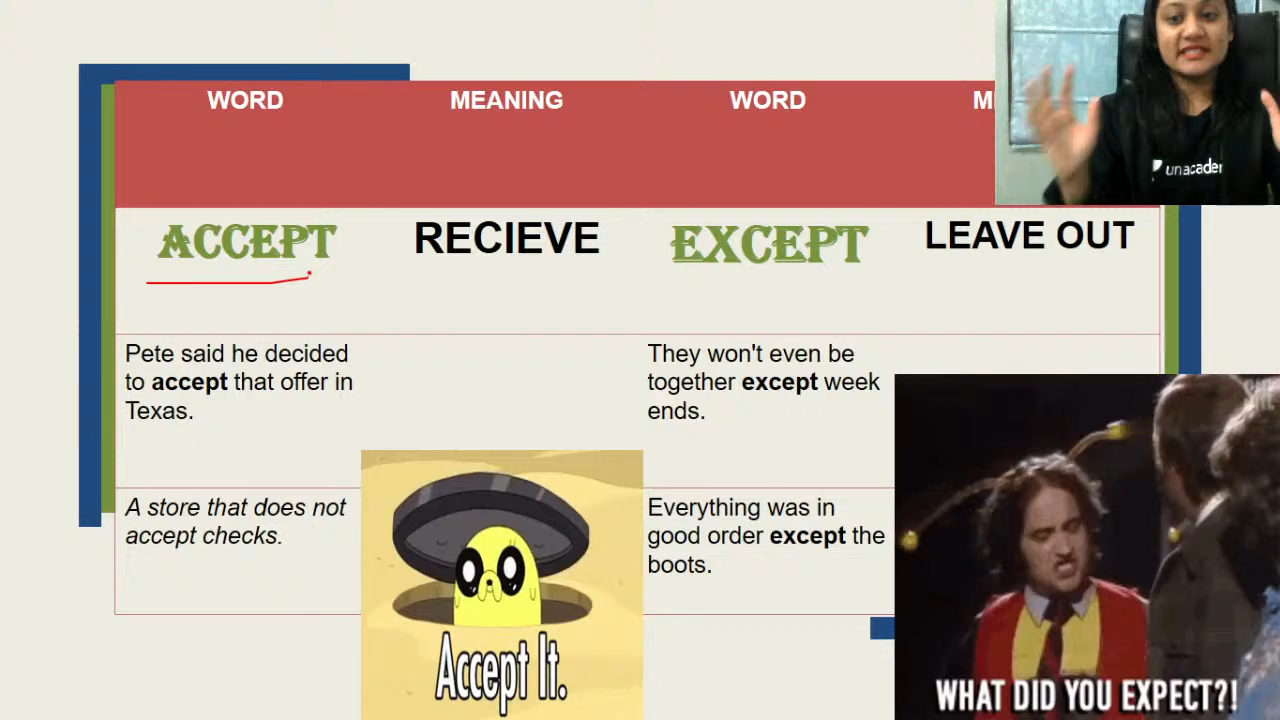 WORD MEANING WORD
ACCEPT RECIEVE EXCEPT LEAVE OUT
Pete said he decided
to accept that offer in
Texas.
They won't even be
together except week
ends.
A store that does not
accept checks.
Everything was in
good order except the
boots.
Accept It.
WHAT DID YOU EXPECT?!